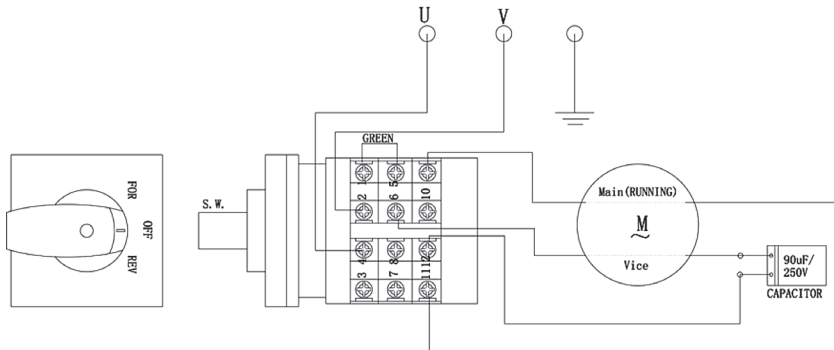 U
V
GREEN
1
5
10
2
6
S.W.
4
8
11 12
3
7
FOR
OFF
REV
Main(RUNNING)
M
~
Vice
90uF/
250V
CAPACITOR